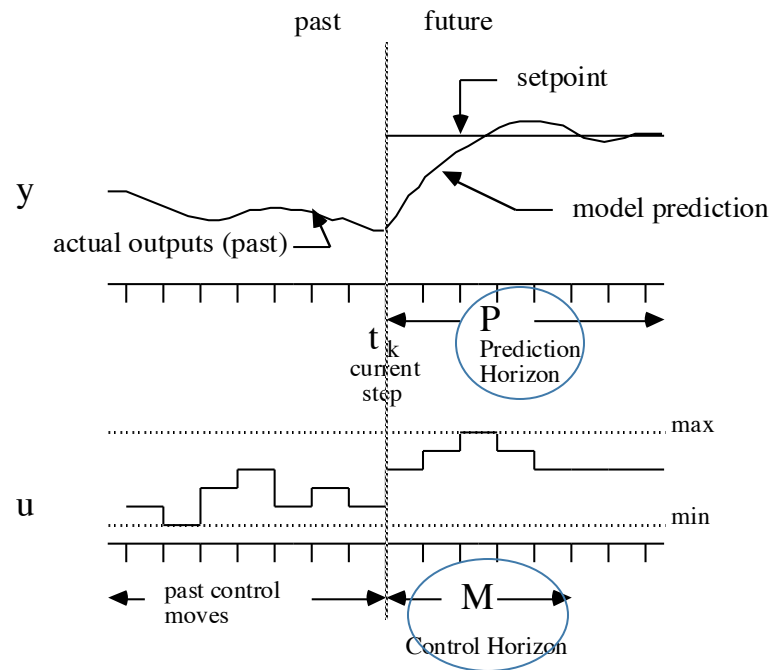 past
future
setpoint
y
model prediction
actual outputs (past)
P
Prediction
Horizon
t k
current
step
max
u
min
past control
moves
M
Control Horizon